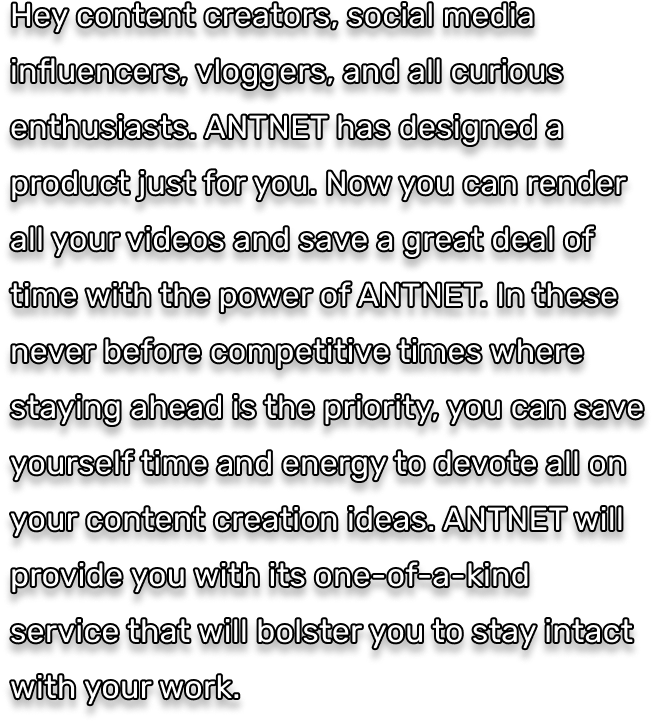 Hey content creators, social media
influencers, vloggers, and all curious
enthusiasts. ANTNET has designed a
product just for you. Now you can render
all your videos and save a great deal of
time with the power of ANTNET. In these
never before competitive times where
staying ahead is the priority, you can save
yourself time and energy to devote all on
your content creation ideas. ANTNET will
provide you with its one-of-a-kind
service that will bolster you to stay intact
with your work.